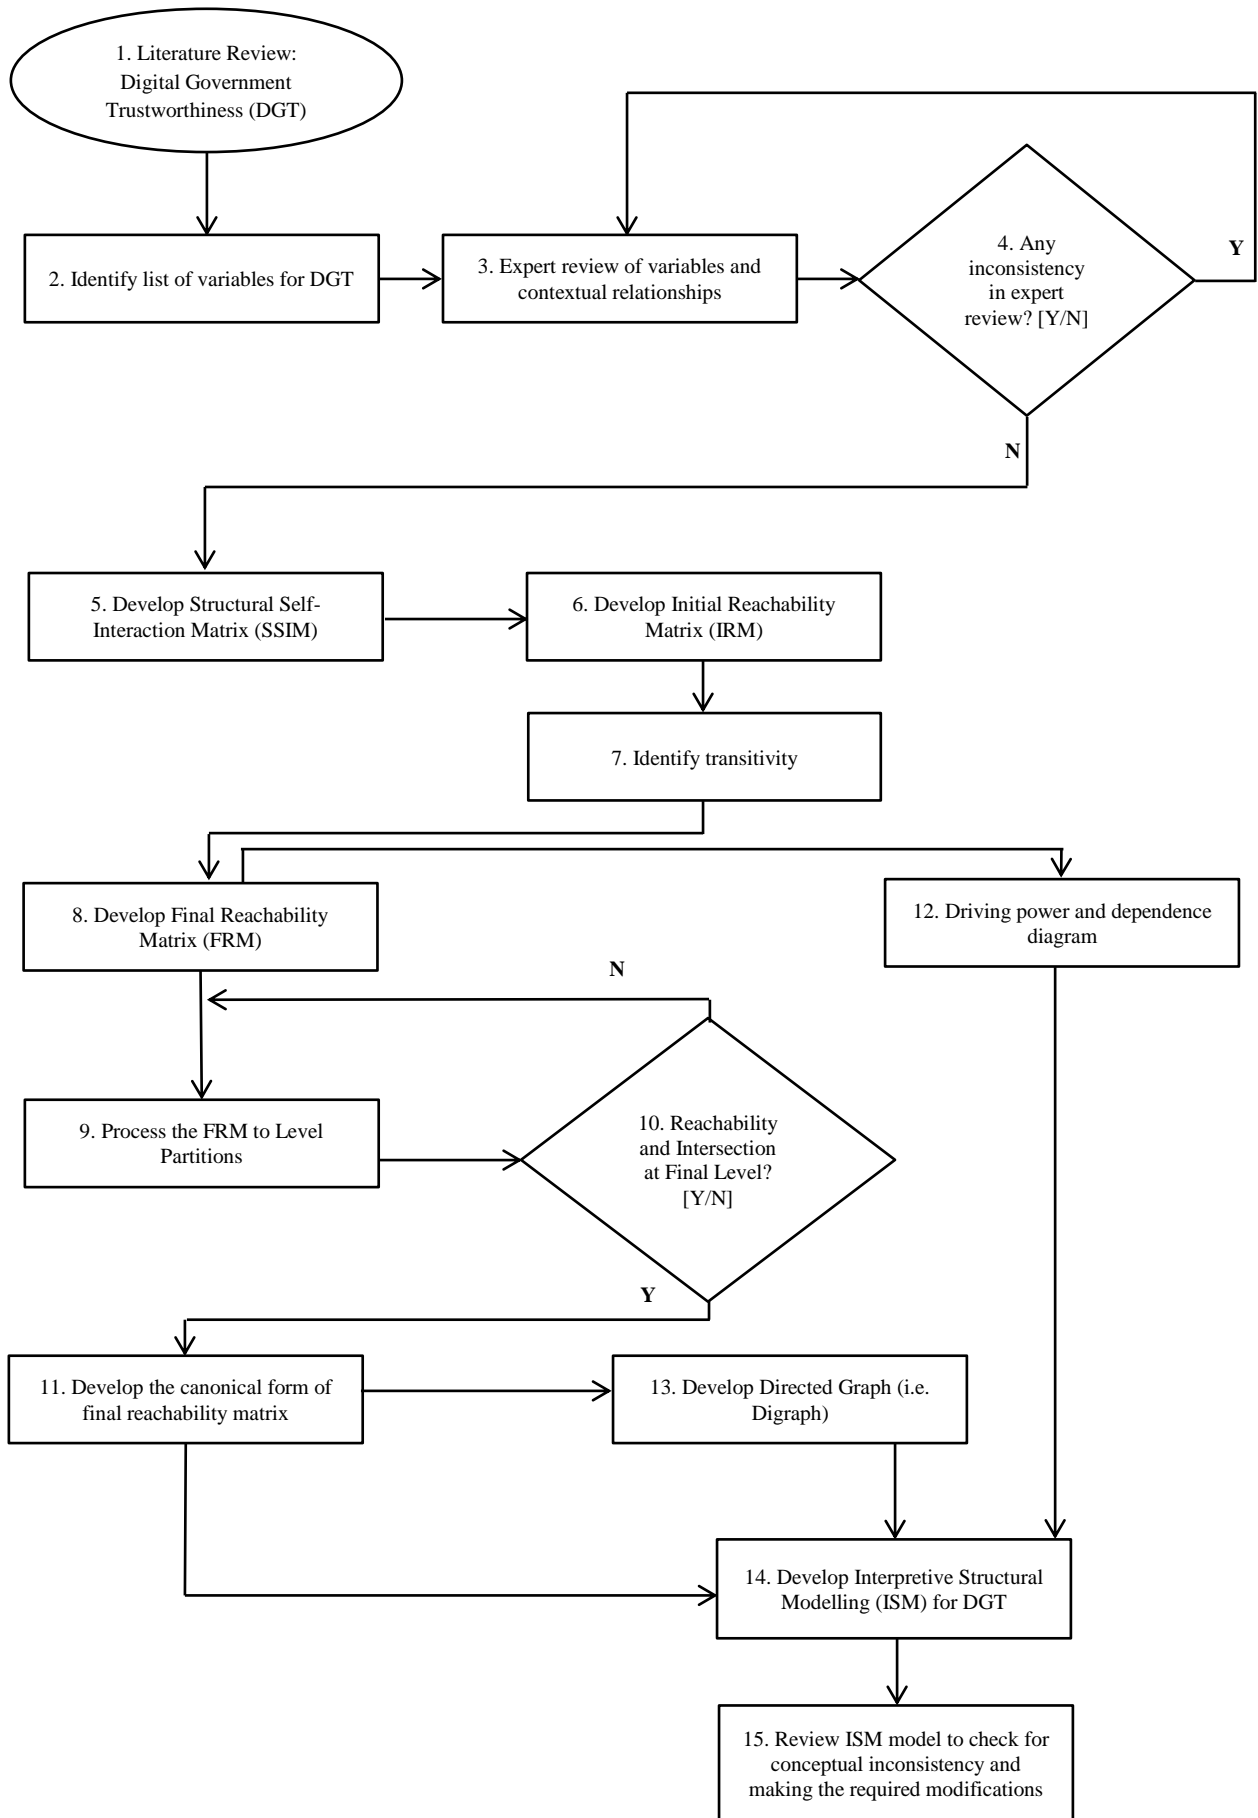 1. Literature Review:
Digital Government
Trustworthiness (DGT)
2. Identify list of variables for DGT
3. Expert review of variables and
contextual relationships
4. Any
inconsistency
in expert
review? [Y/N]
Y
N
5. Develop Structural Self-
Interaction Matrix (SSIM)
6. Develop Initial Reachability
Matrix (IRM)
7. Identify transitivity
8. Develop Final Reachability
Matrix (FRM)
12. Driving power and dependence
diagram
N
9. Process the FRM to Level
Partitions
10. Reachability
and Intersection
at Final Level?
[Y/N]
Y
11. Develop the canonical form of
final reachability matrix
13. Develop Directed Graph (i.e.
Digraph)
14. Develop Interpretive Structural
Modelling (ISM) for DGT
15. Review ISM model to check for
conceptual inconsistency and
making the required modifications